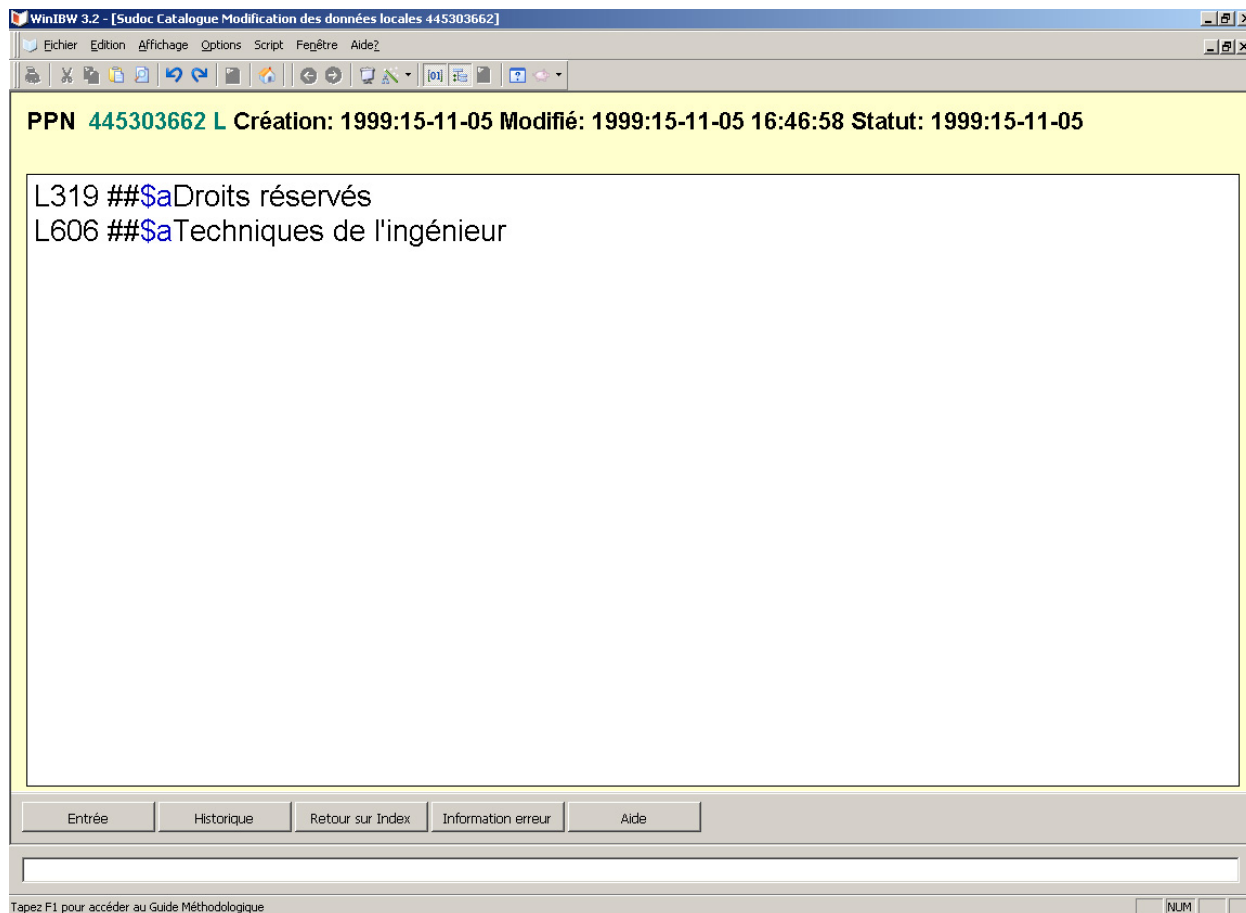 WinIBW 3.2 - [Sudoc Catalogue Modification des données locales 445303662]
Fichier Edition Affichage Options Script Fenêtre Aide?
[01]
PPN 445303662 L Création: 1999:15-11-05 Modifié: 1999:15-11-05 16:46:58 Statut: 1999:15-11-05
L319 ##$aDroits réservés
L606 ##$aTechniques de l'ingénieur
Entrée Historique Retour sur Index Information erreur Aide
Tapez F1 pour accéder au Guide Méthodologique NUM